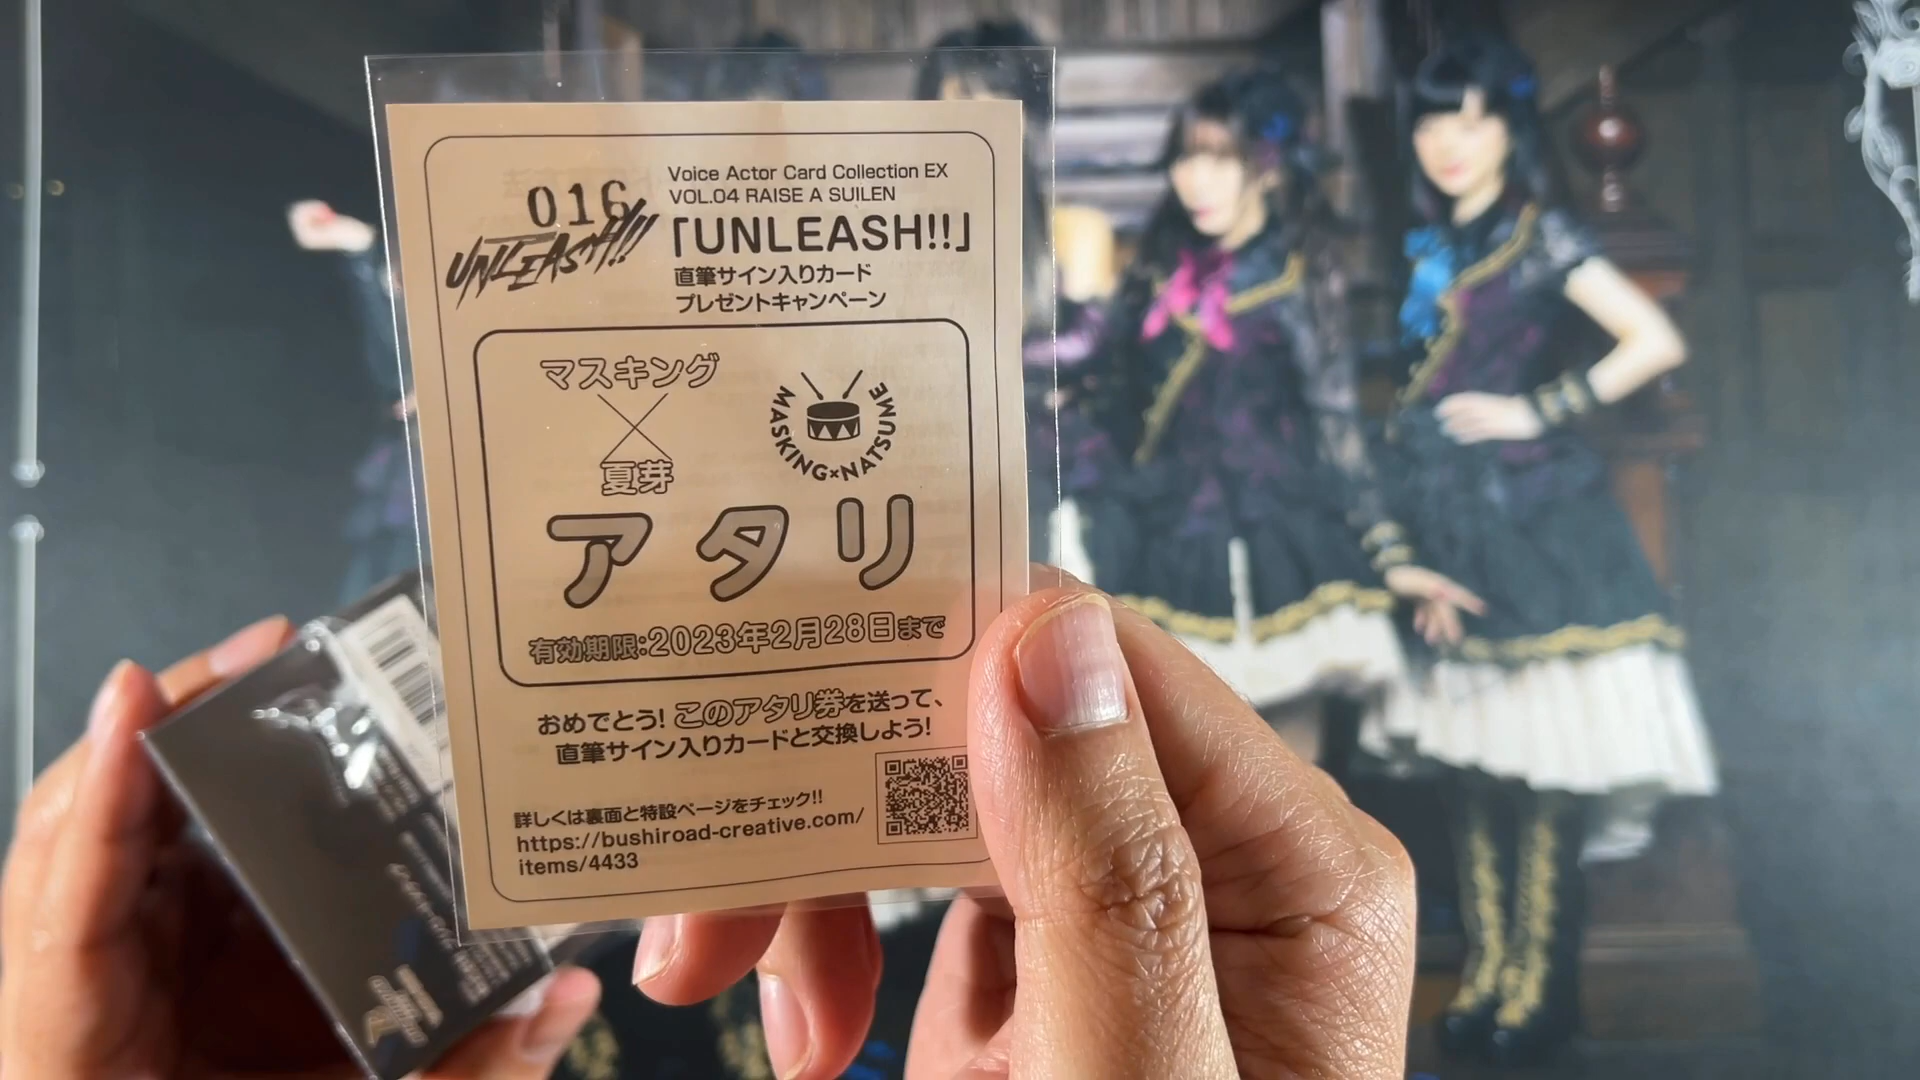 016
UNLEASH!!
Voice Actor Card Collection EX
VOL.04 RAISE A SUILEN
「UNLEASH!!」
直筆サイン入りカード
プレゼントキャンペーン
マスキング
×
夏芽
MASKING×NATSUME
アタリ
有効期限:2023年2月28日まで
おめでとう! このアタリ券を送って、
直筆サイン入りカードと交換しよう!
詳しくは裏面と特設ページをチェック!!
https://bushiroad-creative.com/
items/4433